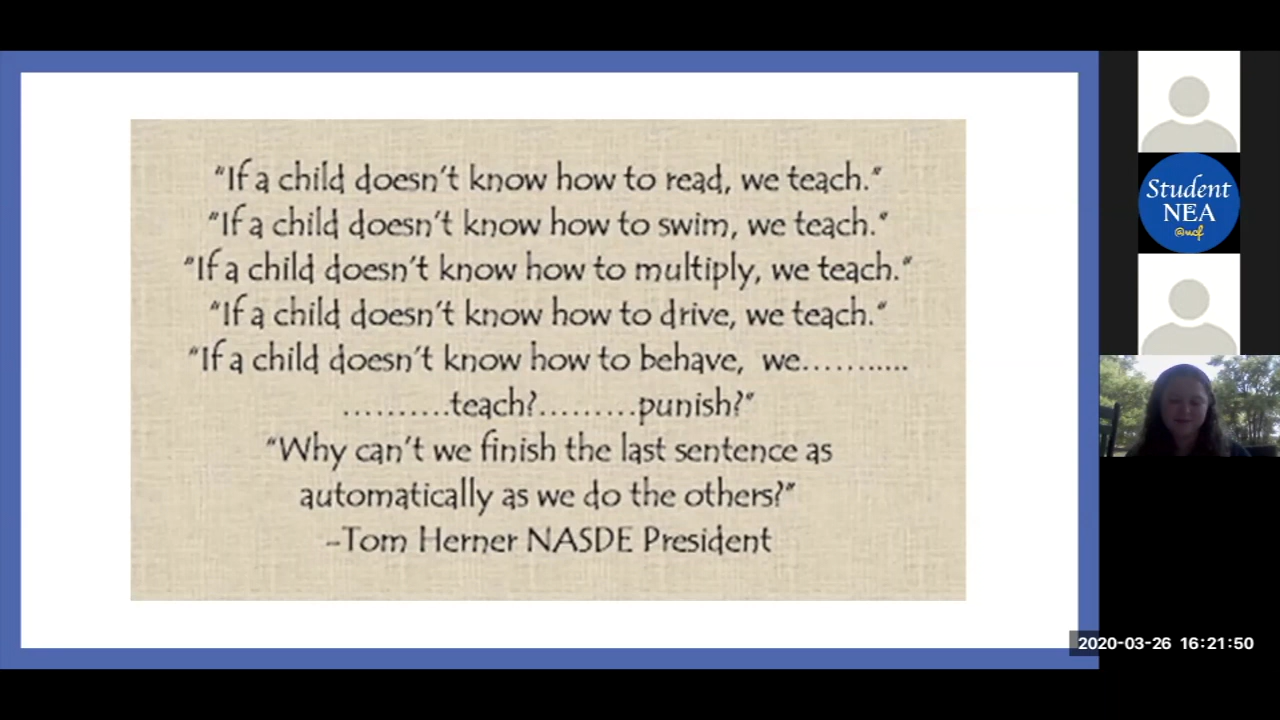 "If a child doesn't know how to read, we teach."
"If a child doesn't know how to swim, we teach."
"If a child doesn't know how to multiply, we teach."
"If a child doesn't know how to drive, we teach."
"If a child doesn't know how to behave,  we...........
..........teach?.........punish?"
"Why can't we finish the last sentence as
automatically as we do the others?"
–Tom Herner NASDE President
Student
NEA
@ucf
2020-03-26 16:21:50